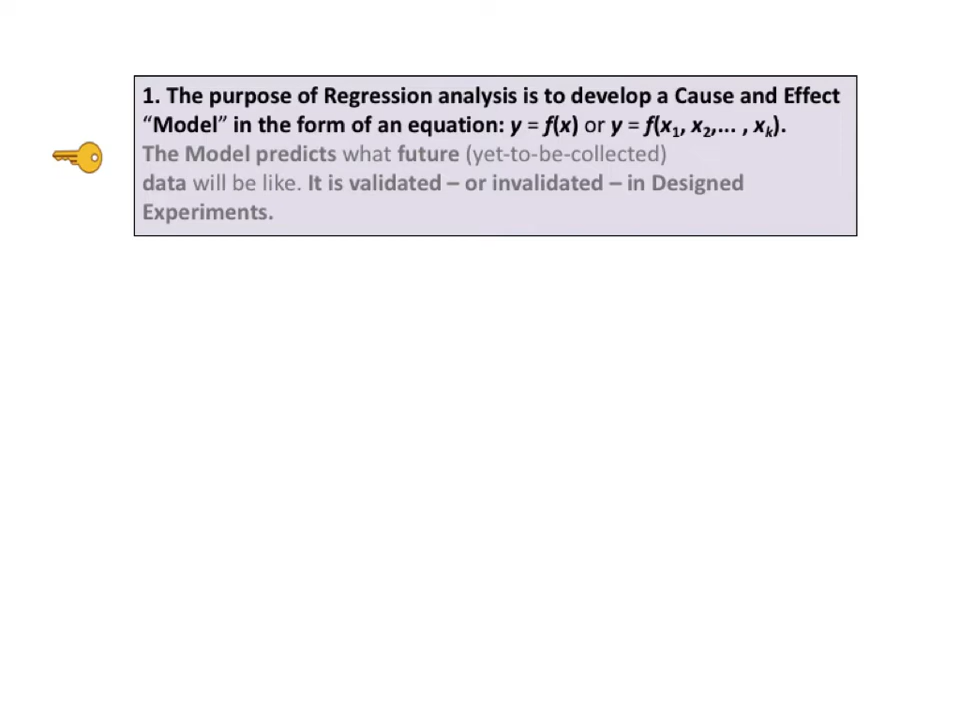 1. The purpose of Regression analysis is to develop a Cause and Effect
“Model” in the form of an equation: y = f(x) or y = f(x₁, x₂,... , xₖ).
The Model predicts what future (yet-to-be-collected)
data will be like. It is validated – or invalidated – in Designed
Experiments.